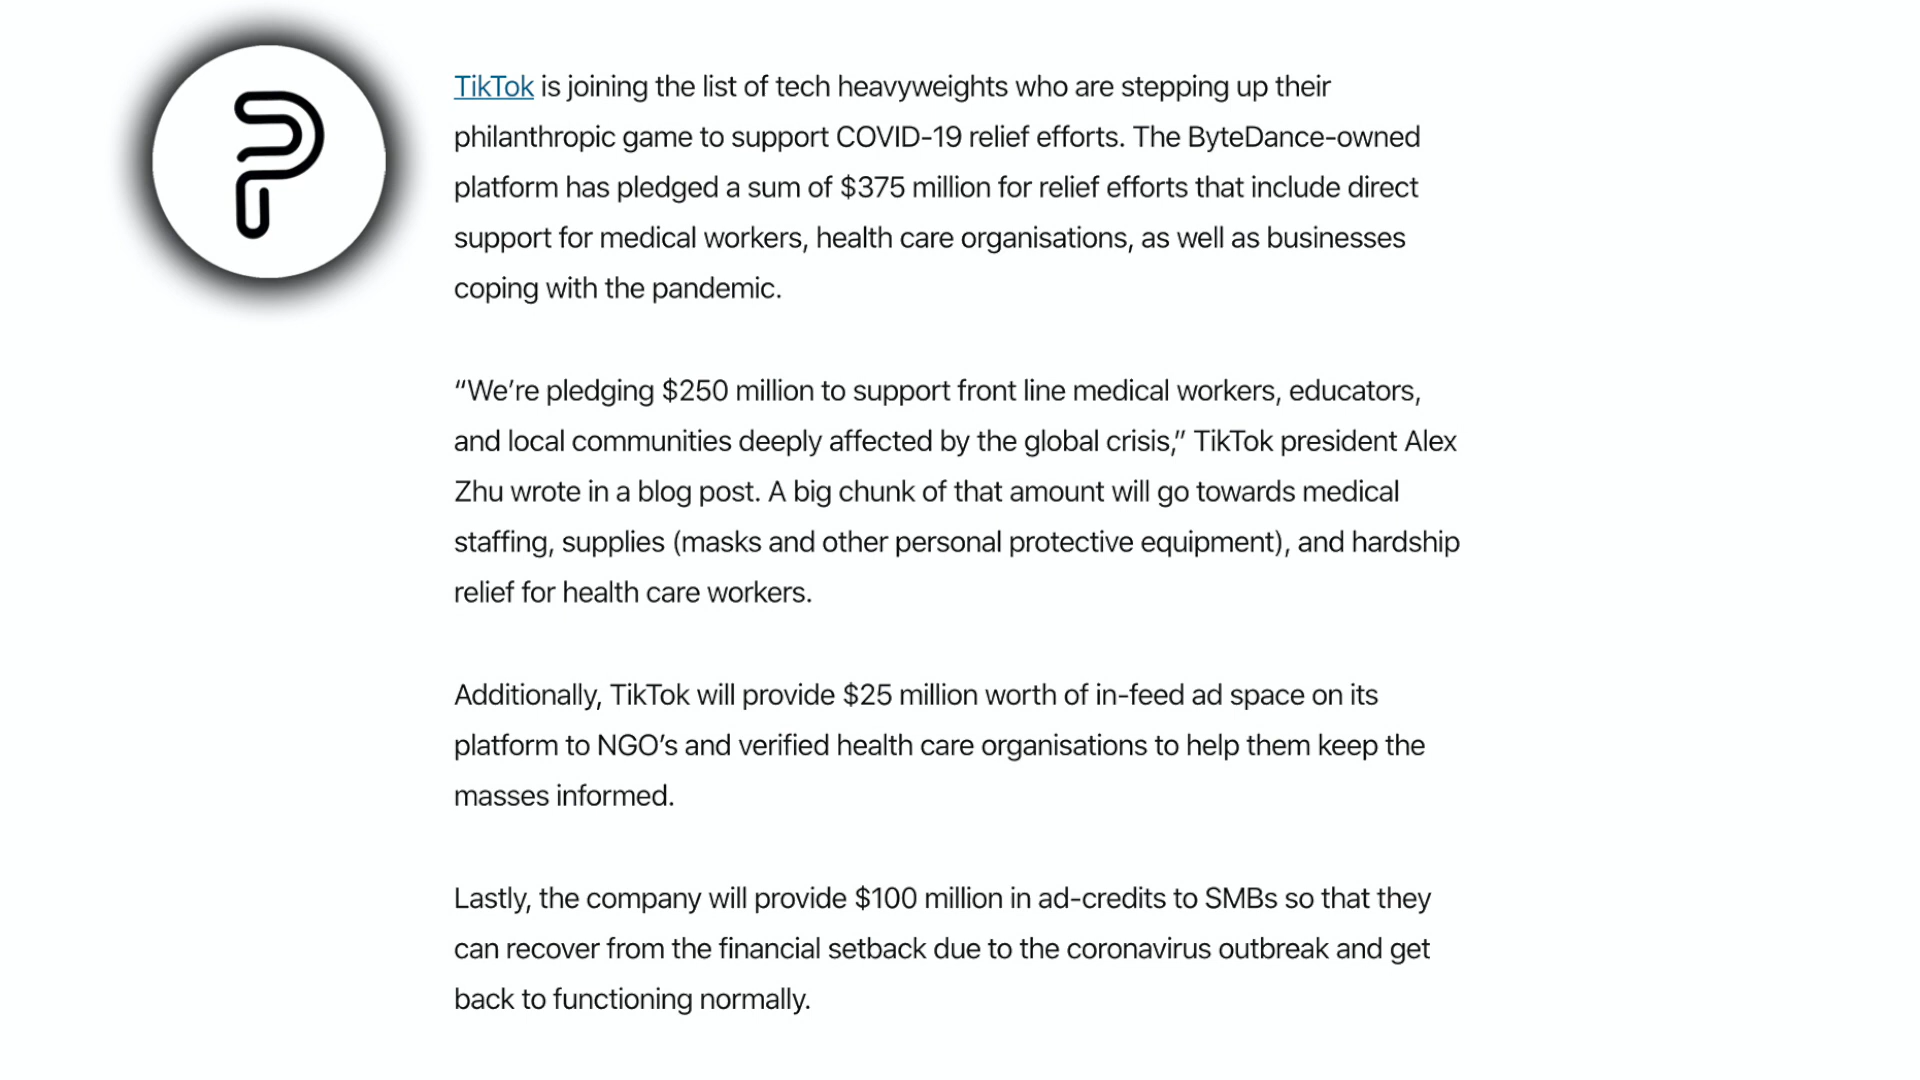 TikTok is joining the list of tech heavyweights who are stepping up their
philanthropic game to support COVID-19 relief efforts. The ByteDance-owned
platform has pledged a sum of $375 million for relief efforts that include direct
support for medical workers, health care organisations, as well as businesses
coping with the pandemic.
“We’re pledging $250 million to support front line medical workers, educators,
and local communities deeply affected by the global crisis,” TikTok president Alex
Zhu wrote in a blog post. A big chunk of that amount will go towards medical
staffing, supplies (masks and other personal protective equipment), and hardship
relief for health care workers.
Additionally, TikTok will provide $25 million worth of in-feed ad space on its
platform to NGO’s and verified health care organisations to help them keep the
masses informed.
Lastly, the company will provide $100 million in ad-credits to SMBs so that they
can recover from the financial setback due to the coronavirus outbreak and get
back to functioning normally.